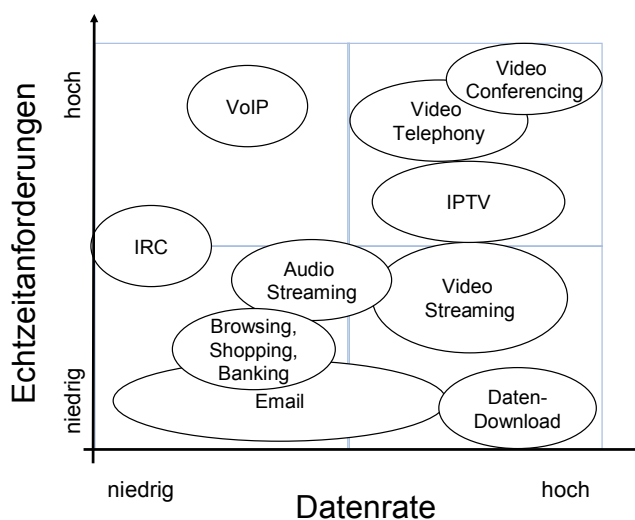 Echtzeitanforderungen
hoch
niedrig
Video
Conferencing
VoIP
Video
Telephony
IPTV
IRC
Audio
Streaming
Video
Streaming
Browsing,
Shopping,
Banking
Email
Daten-
Download
niedrig
hoch
Datenrate